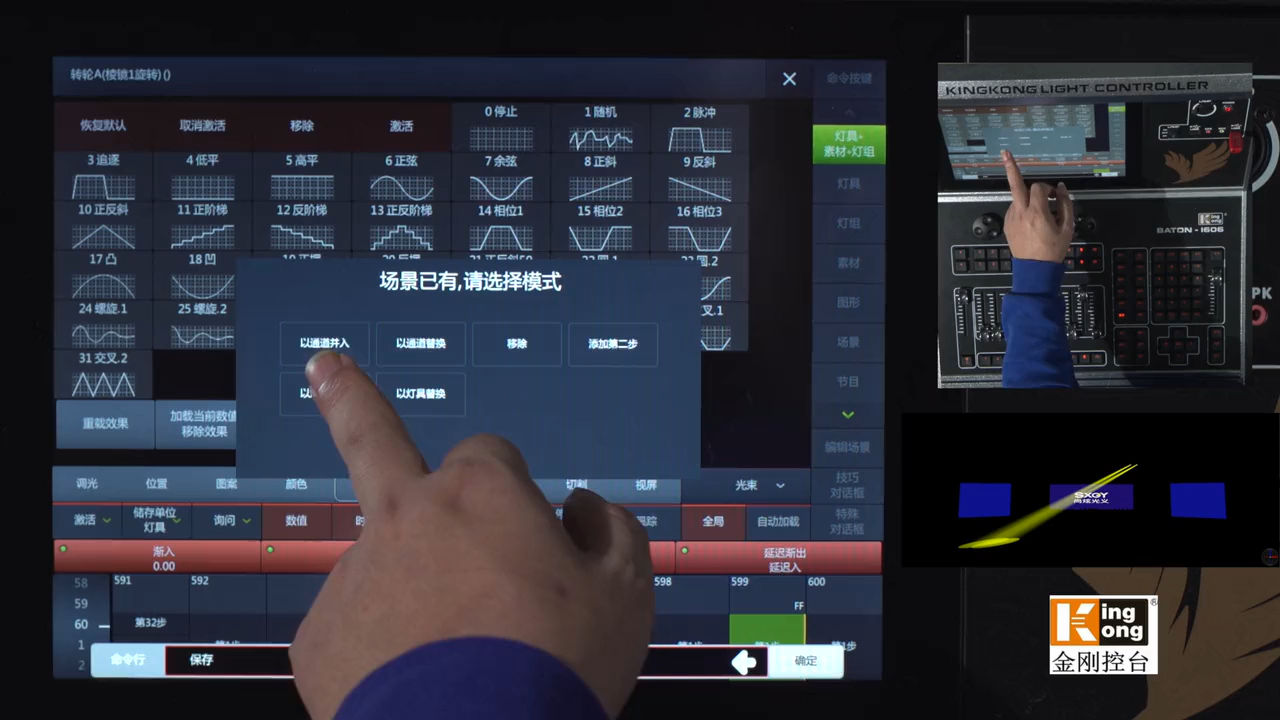 转轮A(棱镜1旋转)()
命令按键
恢复默认
取消激活
移除
激活
0 停止
1 随机
2 脉冲
3 追逐
4 低平
5 高平
6 正弦
7 余弦
8 正斜
9 反斜
10 正反斜
11 正阶梯
12 反阶梯
13 正反阶梯
14 相位1
15 相位2
16 相位3
17 凸
18 凹
24 螺旋.1
25 螺旋.2
31 交叉.2
重载效果
加载当前数值
移除效果
场景已有,请选择模式
以通道并入
以通道替换
移除
添加第二步
以灯具替换
灯具+
素材+灯组
灯具
灯组
素材
图形
场景
节目
编辑场景
技巧
对话框
特殊
对话框
调光
位置
图案
颜色
切割
视屏
光束
激活
储存单位
灯具
询问
数值
全局
自动加载
渐入
0.00
延迟渐出
延迟入
58
59
60
1
2
591
592
598
599
600
FF
第32步
命令行
保存
确定
KINGKONG LIGHT CONTROLLER
King Kong
BATON - 1606
PK
SXGY
尚炫光义
King Kong
®
金刚控台